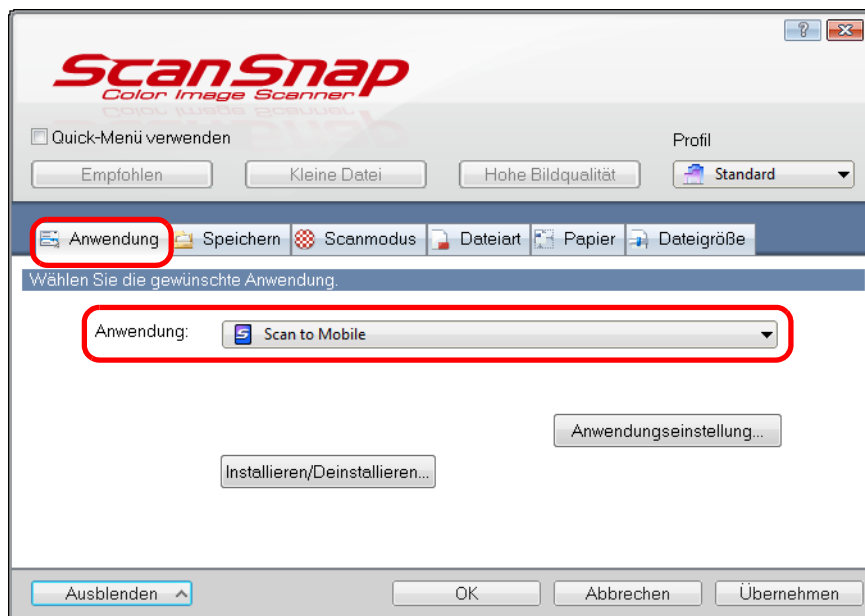 ScanSnap
Color Image Scanner
Quick-Menü verwenden
Profil
Empfohlen
Kleine Datei
Hohe Bildqualität
Standard
Anwendung
Speichern
Scanmodus
Dateiart
Papier
Dateigröße
Wählen Sie die gewünschte Anwendung.
Anwendung:
Scan to Mobile
Anwendungseinstellung...
Installieren/Deinstallieren...
Ausblenden
OK
Abbrechen
Übernehmen